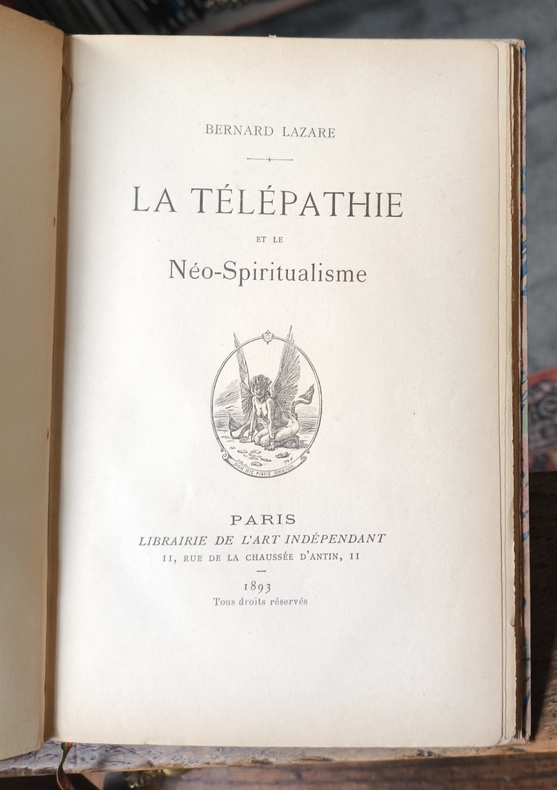 BERNARD LAZARE
LA TÉLÉPATHIE
ET LE
Néo-Spiritualisme
PARIS
LIBRAIRIE DE L'ART INDÉPENDANT
11, RUE DE LA CHAUSSÉE D'ANTIN, 11
1893
Tous droits réservés